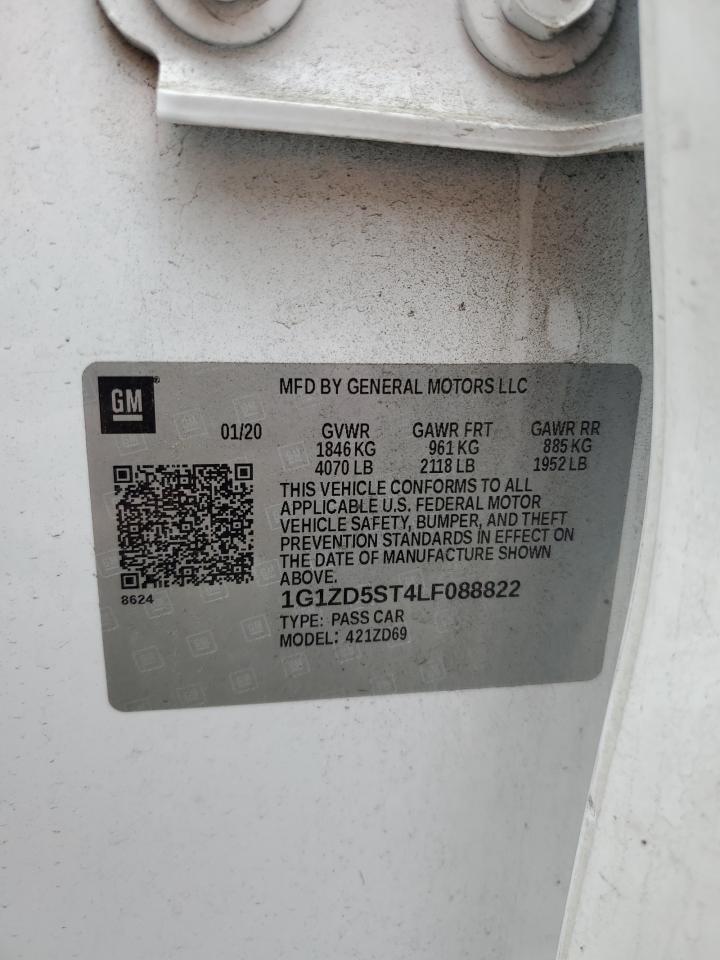 GM
MFD BY GENERAL MOTORS LLC
01/20 GVWR GAWR FRT GAWR RR
1846 KG 961 KG 885 KG
4070 LB 2118 LB 1952 LB
THIS VEHICLE CONFORMS TO ALL
APPLICABLE U.S. FEDERAL MOTOR
VEHICLE SAFETY, BUMPER, AND THEFT
PREVENTION STANDARDS IN EFFECT ON
THE DATE OF MANUFACTURE SHOWN
ABOVE.
8624
1G1ZD5ST4LF088822
TYPE: PASS CAR
MODEL: 421ZD69